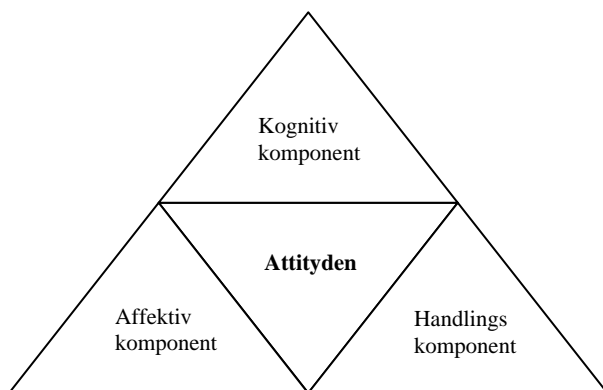 Kognitiv
komponent
Attityden
Affektiv
komponent
Handlings
komponent